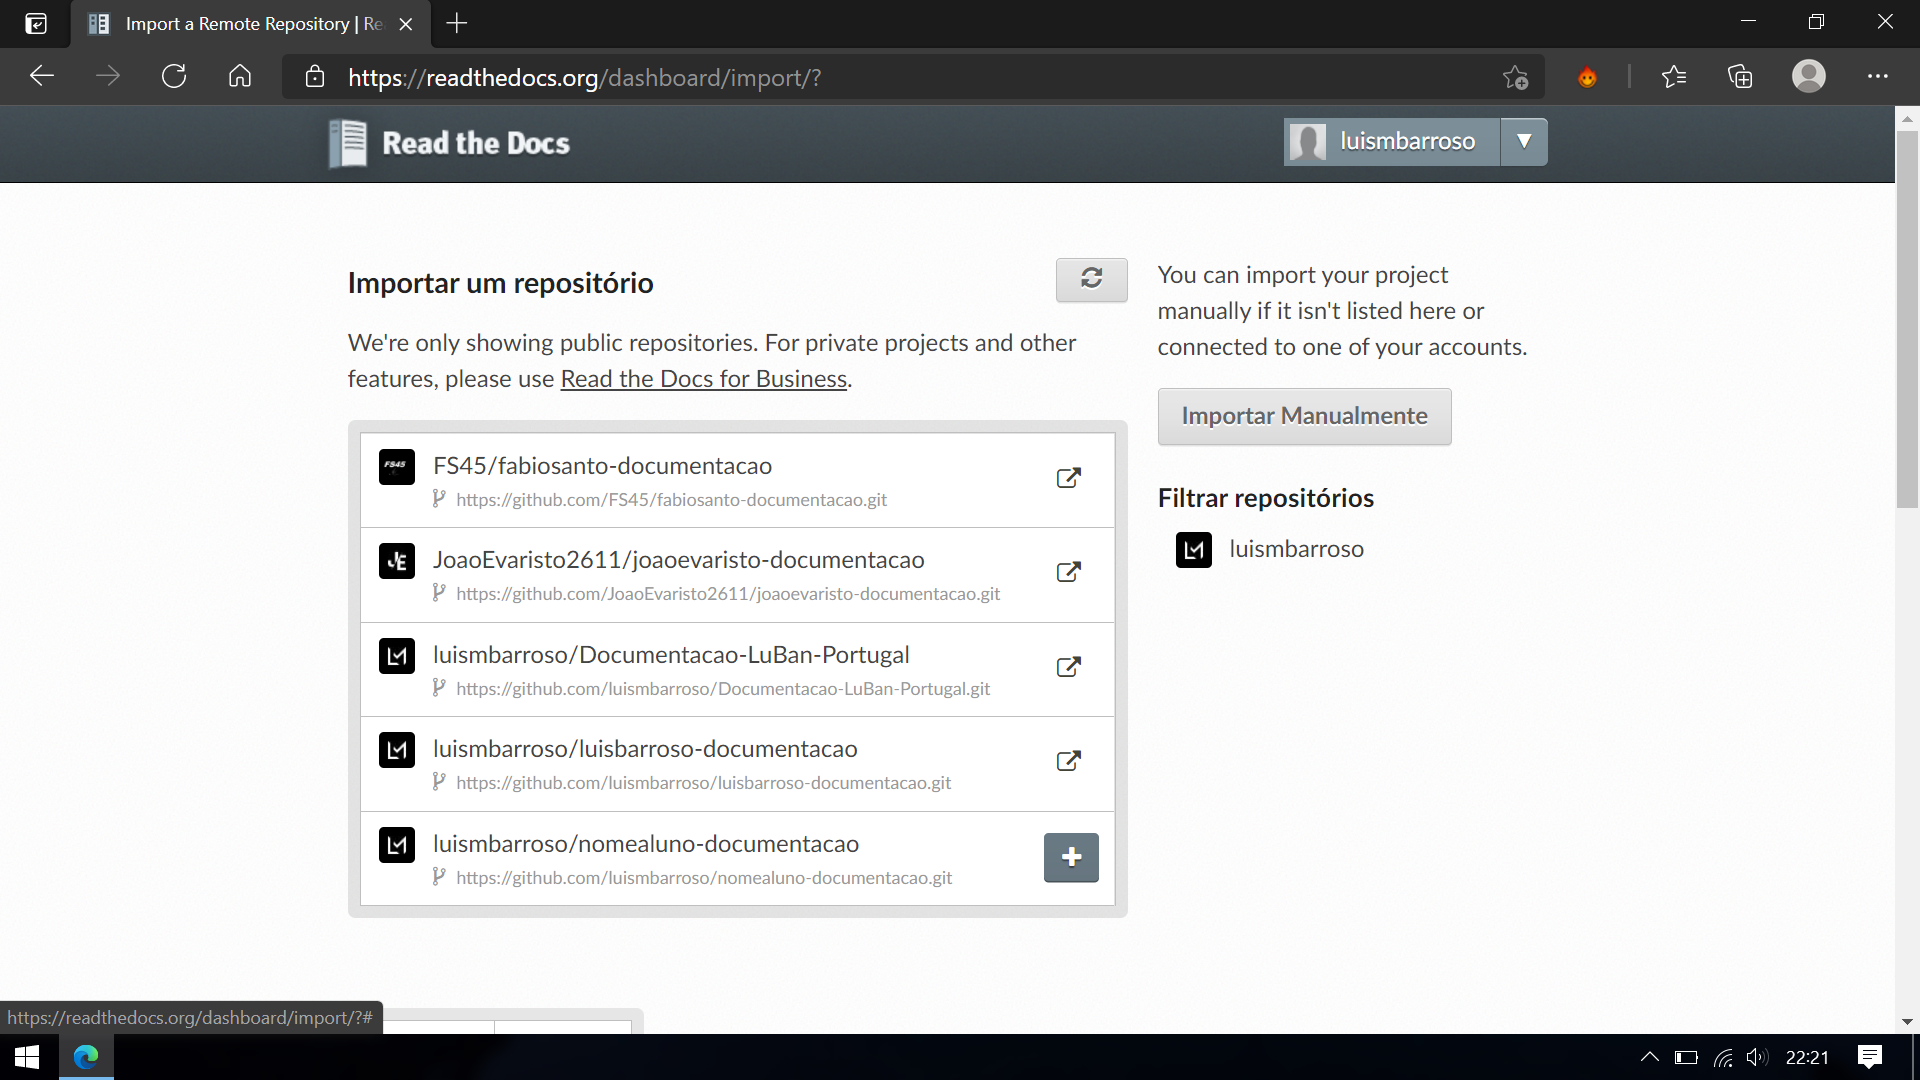 Import a Remote Repository | Re
https://readthedocs.org/dashboard/import/?
Read the Docs
luismbarroso
Importar um repositório
We're only showing public repositories. For private projects and other
features, please use Read the Docs for Business.
FS45
FS45/fabiosanto-documentacao
https://github.com/FS45/fabiosanto-documentacao.git
JE
JoaoEvaristo2611/joaoevaristo-documentacao
https://github.com/JoaoEvaristo2611/joaoevaristo-documentacao.git
LM
luismbarroso/Documentacao-LuBan-Portugal
https://github.com/luismbarroso/Documentacao-LuBan-Portugal.git
LM
luismbarroso/luisbarroso-documentacao
https://github.com/luismbarroso/luisbarroso-documentacao.git
LM
luismbarroso/nomealuno-documentacao
https://github.com/luismbarroso/nomealuno-documentacao.git
You can import your project
manually if it isn't listed here or
connected to one of your accounts.
Importar Manualmente
Filtrar repositórios
LM
luismbarroso
https://readthedocs.org/dashboard/import/?#
22:21